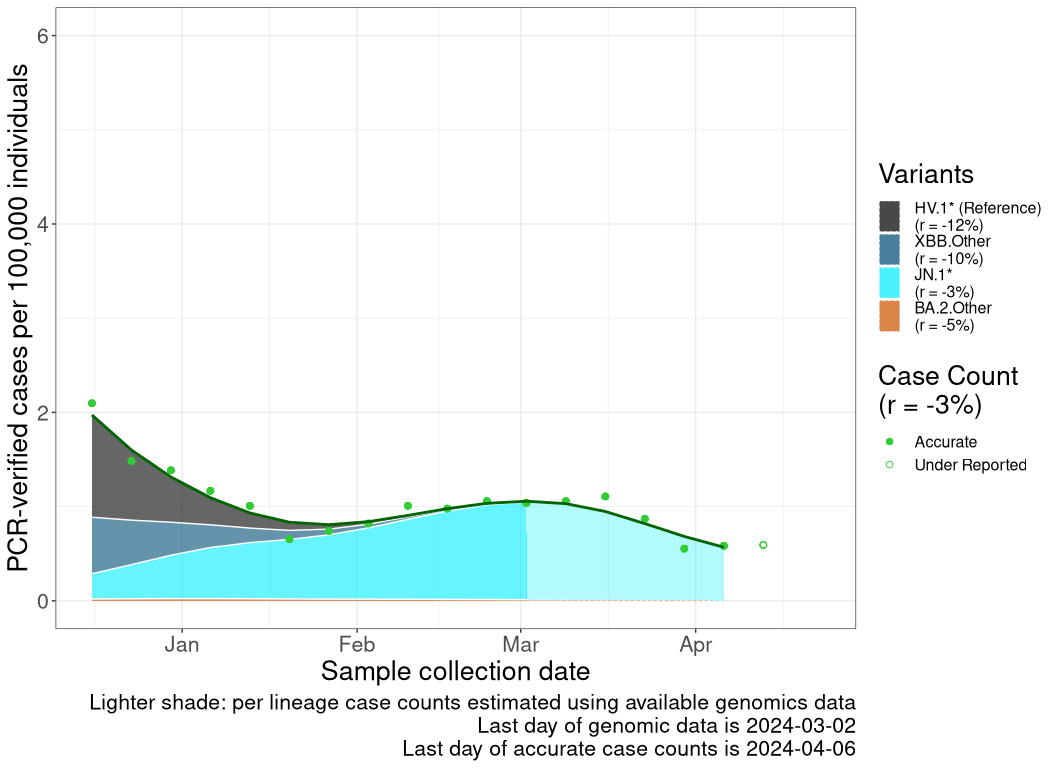 PCR-verified cases per 100,000 individuals
6
4
2
0
Jan Feb Mar Apr
Sample collection date
Lighter shade: per lineage case counts estimated using available genomics data
Last day of genomic data is 2024-03-02
Last day of accurate case counts is 2024-04-06
Variants
HV.1* (Reference)
(r = -12%)
XBB.Other
(r = -10%)
JN.1*
(r = -3%)
BA.2.Other
(r = -5%)
Case Count
(r = -3%)
Accurate
Under Reported